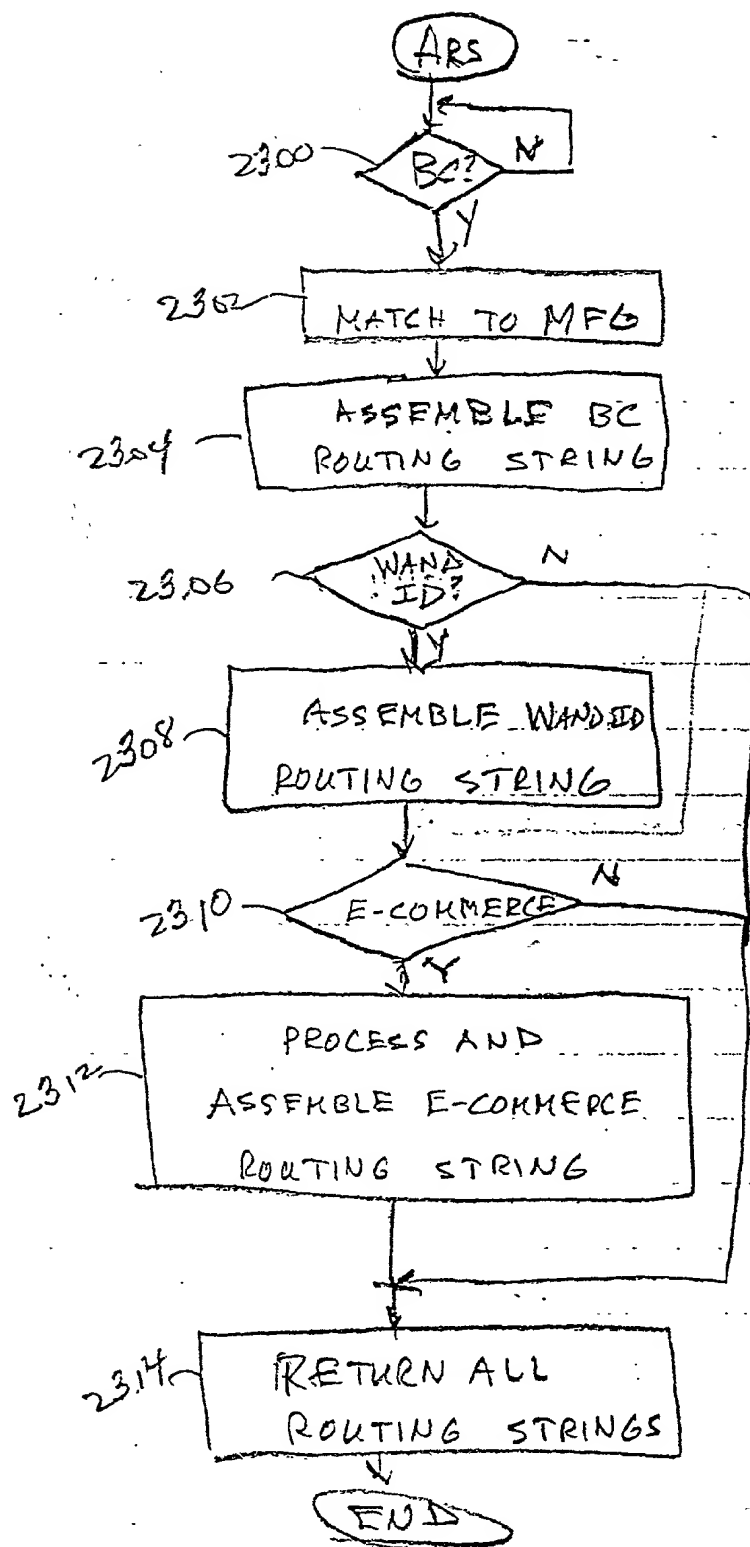 ARS
2300
BC?
N
Y
2302
MATCH TO MFG
2304
ASSEMBLE BC
ROUTING STRING
2306
WAND
ID?
N
Y
2308
ASSEMBLE WAND ID
ROUTING STRING
2310
E-COMMERCE
N
Y
2312
PROCESS AND
ASSEMBLE E-COMMERCE
ROUTING STRING
2314
RETURN ALL
ROUTING STRINGS
END